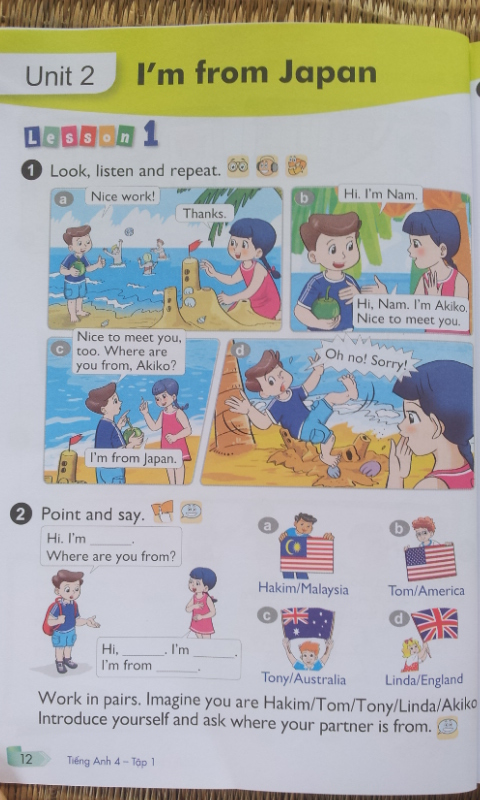 Unit 2
I'm from Japan
Lesson 1
1 Look, listen and repeat.
a
Nice work!
Thanks.
b
Hi. I'm Nam.
Hi, Nam. I'm Akiko.
Nice to meet you.
c
Nice to meet you,
too. Where are
you from, Akiko?
I'm from Japan.
d
Oh no! Sorry!
2 Point and say.
Hi. I'm ______.
Where are you from?
Hi, ______. I'm ______.
I'm from ______.
a
Hakim/Malaysia
b
Tom/America
c
Tony/Australia
d
Linda/England
Work in pairs. Imagine you are Hakim/Tom/Tony/Linda/Akiko
Introduce yourself and ask where your partner is from.
12
Tiếng Anh 4 – Tập 1